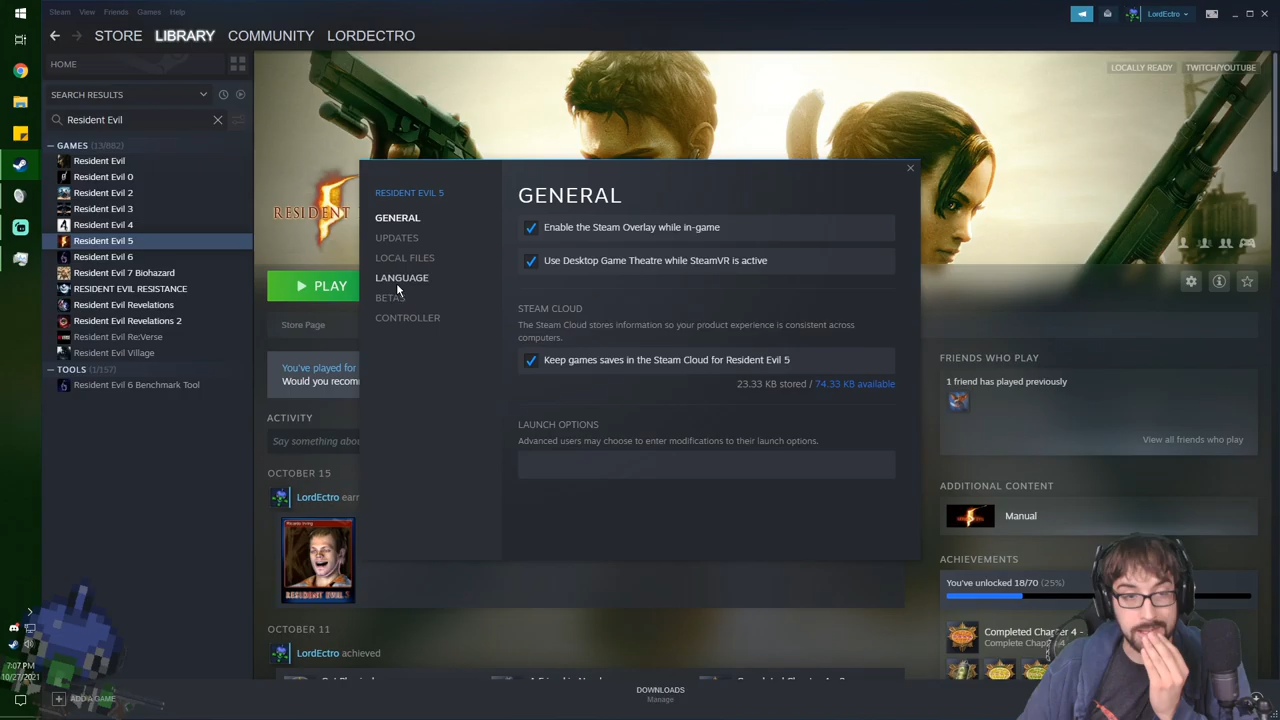 Steam View Friends Games Help
LordEctro
STORE LIBRARY COMMUNITY LORDECTRO
HOME
LOCALLY READY TWITCH/YOUTUBE
SEARCH RESULTS
Resident Evil
GAMES (13/882)
Resident Evil
Resident Evil 0
Resident Evil 2
Resident Evil 3
Resident Evil 4
Resident Evil 5
Resident Evil 6
Resident Evil 7 Biohazard
RESIDENT EVIL RESISTANCE
Resident Evil Revelations
Resident Evil Revelations 2
Resident Evil Re:Verse
Resident Evil Village
TOOLS (1/157)
Resident Evil 6 Benchmark Tool
RESIDENT
PLAY
Store Page
You've played for
Would you recom
ACTIVITY
Say something abou
OCTOBER 15
LordEctro earn
RESIDENT EVIL 5
OCTOBER 11
LordEctro achieved
RESIDENT EVIL 5
GENERAL
UPDATES
LOCAL FILES
LANGUAGE
BETAS
CONTROLLER
GENERAL
Enable the Steam Overlay while in-game
Use Desktop Game Theatre while SteamVR is active
STEAM CLOUD
The Steam Cloud stores information so your product experience is consistent across
computers.
Keep games saves in the Steam Cloud for Resident Evil 5
23.33 KB stored / 74.33 KB available
LAUNCH OPTIONS
Advanced users may choose to enter modifications to their launch options.
FRIENDS WHO PLAY
1 friend has played previously
View all friends who play
ADDITIONAL CONTENT
Manual
ACHIEVEMENTS
You've unlocked 18/70 (25%)
Completed Chapter 4 -
Complete Chapter 4
7:07 PM
10/27/2021
ADD A GAME
DOWNLOADS
Manage